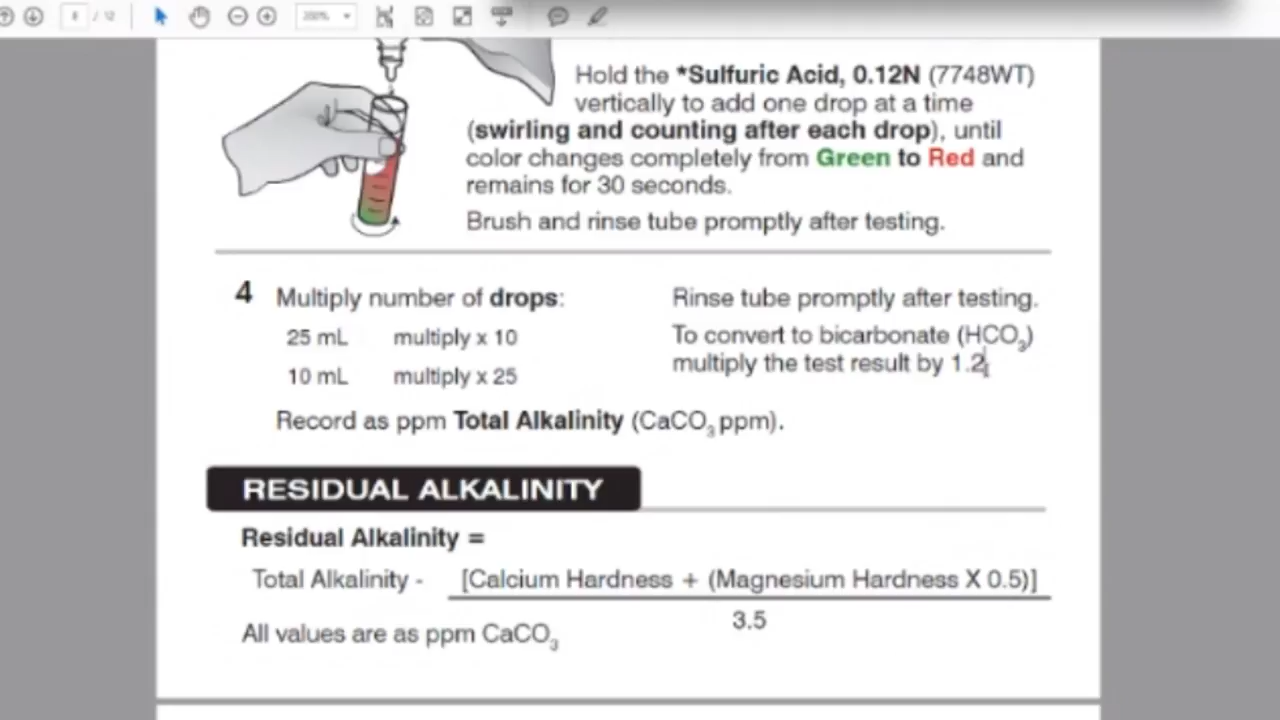 8 / 12
200%
Hold the *Sulfuric Acid, 0.12N (7748WT)
vertically to add one drop at a time
(swirling and counting after each drop), until
color changes completely from Green to Red and
remains for 30 seconds.
Brush and rinse tube promptly after testing.
4 Multiply number of drops:
25 mL multiply x 10
10 mL multiply x 25
Rinse tube promptly after testing.
To convert to bicarbonate (HCO3)
multiply the test result by 1.2
Record as ppm Total Alkalinity (CaCO3 ppm).
RESIDUAL ALKALINITY
Residual Alkalinity =
Total Alkalinity - [Calcium Hardness + (Magnesium Hardness X 0.5)]
3.5
All values are as ppm CaCO3